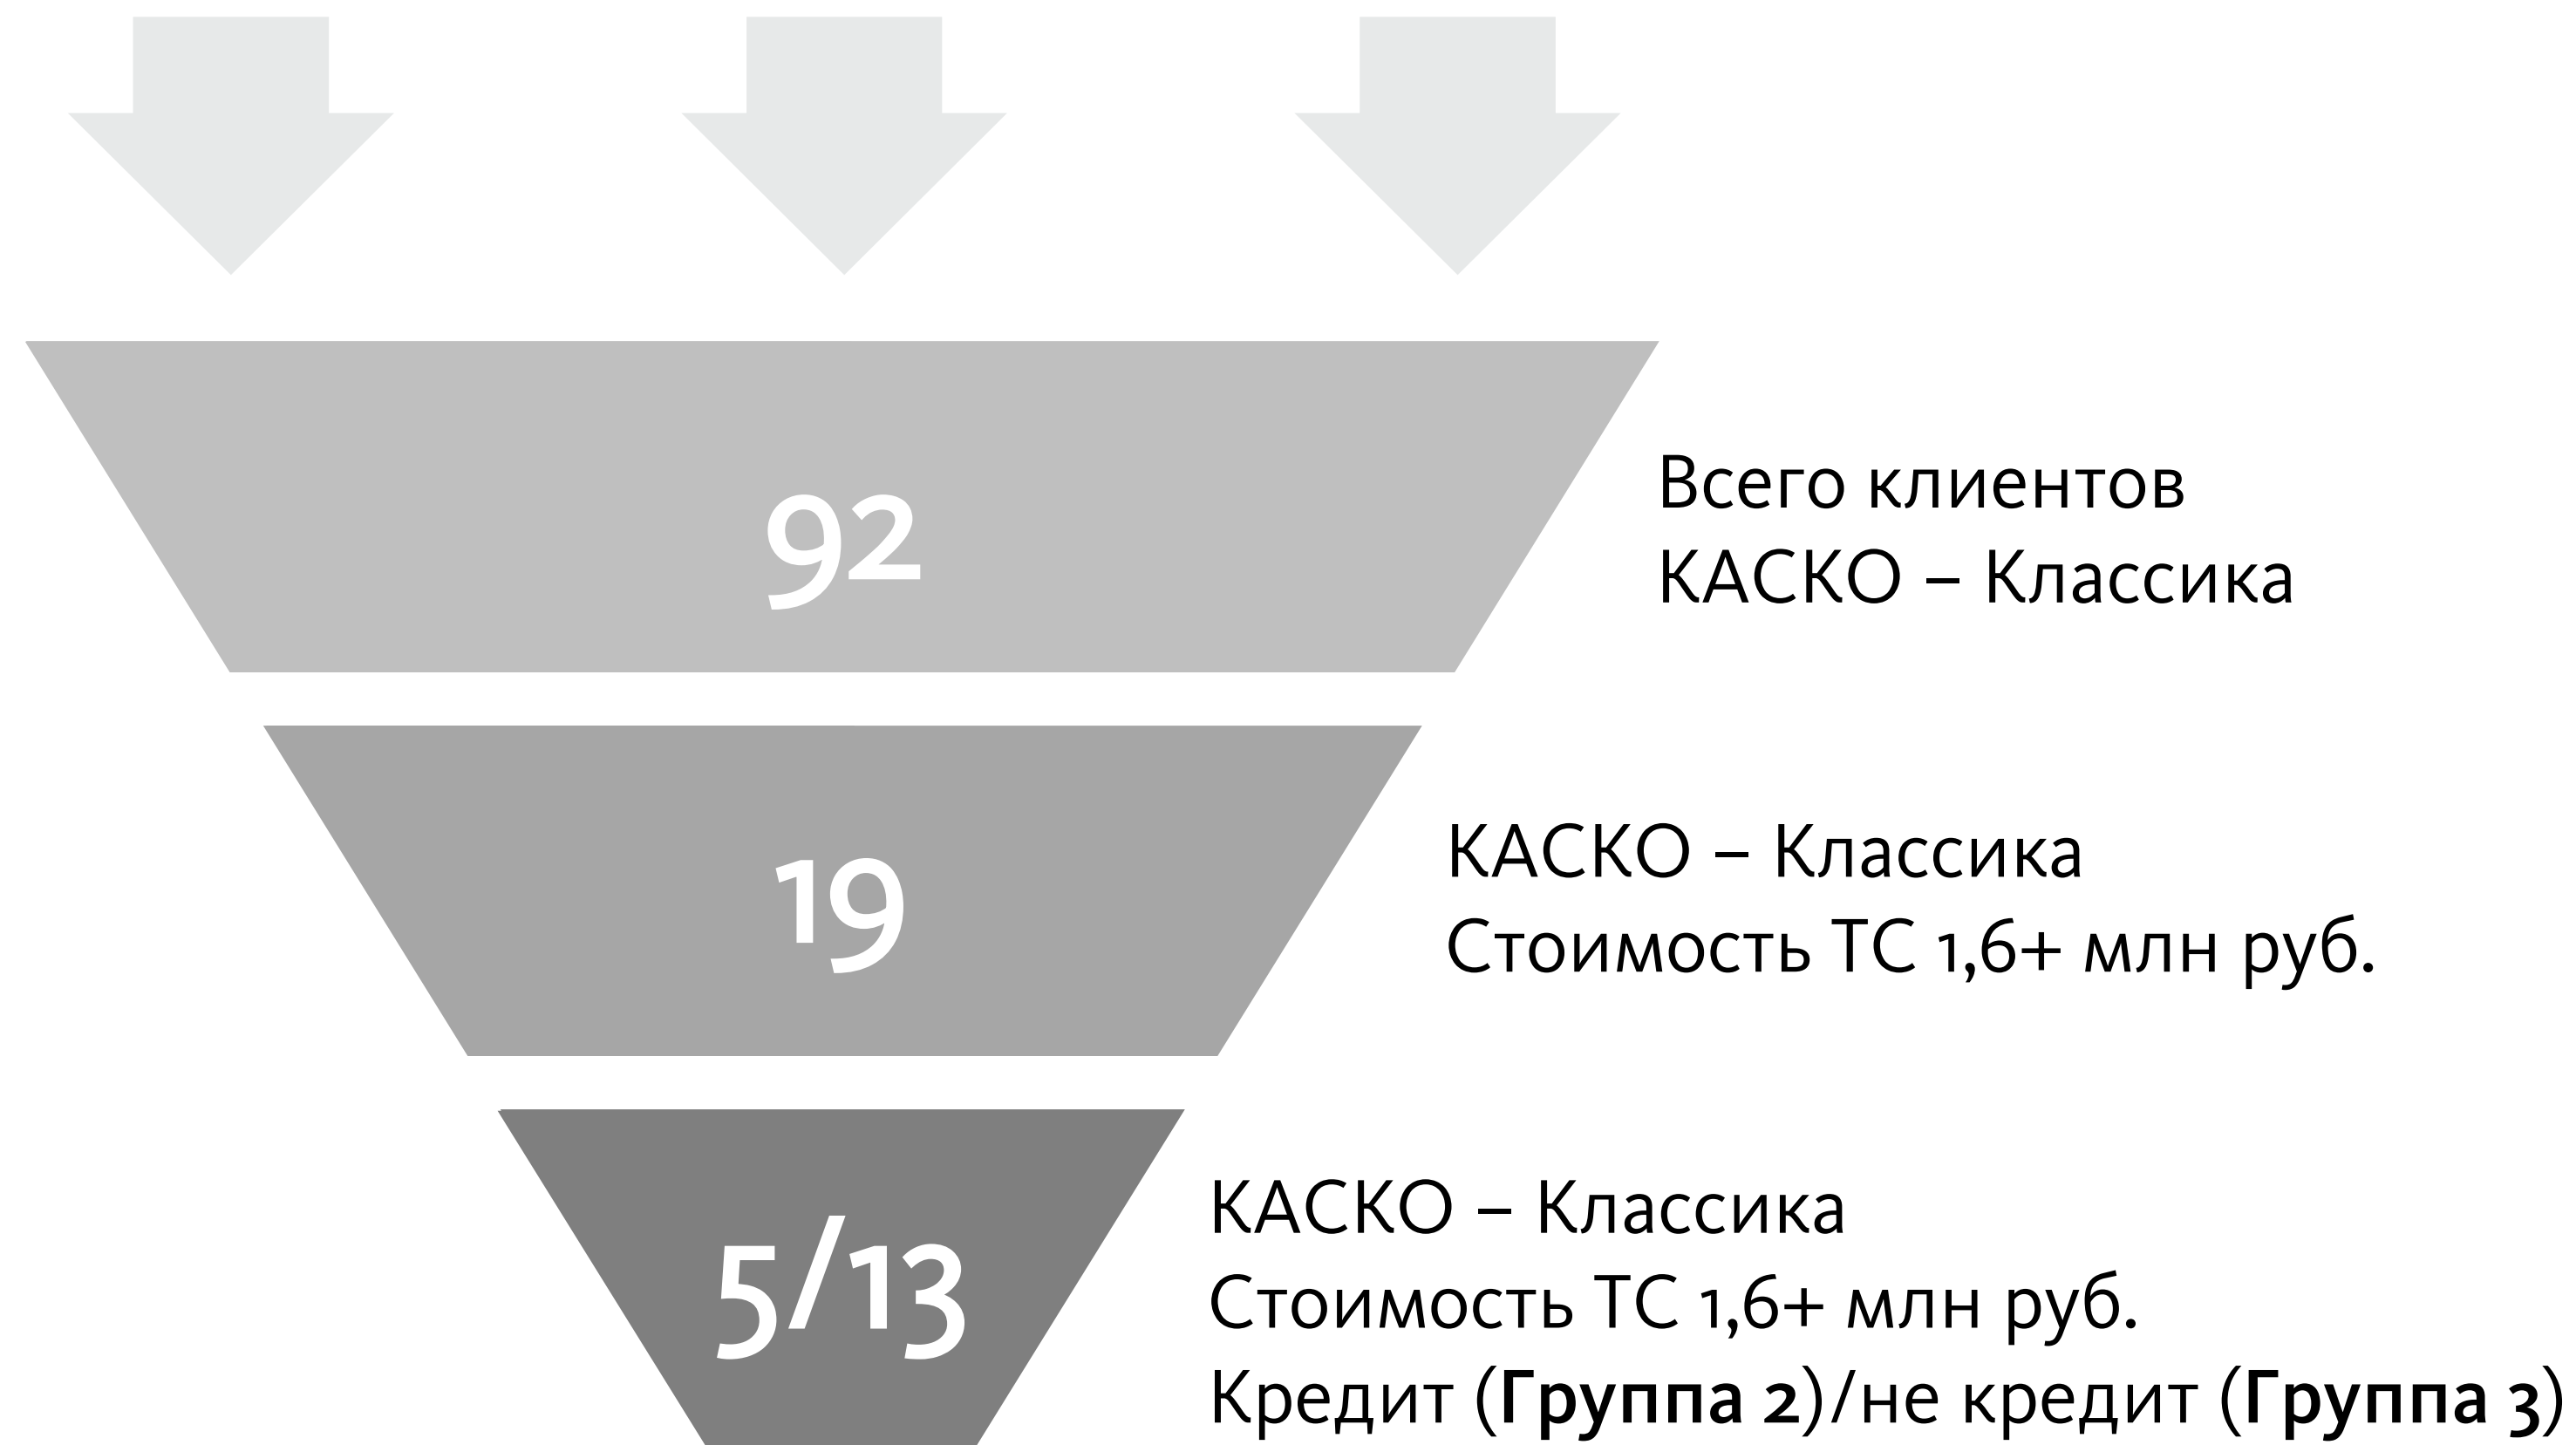 92
Всего клиентов
КАСКО – Классика
19
КАСКО – Классика
Стоимость ТС 1,6+ млн руб.
5/13
КАСКО – Классика
Стоимость ТС 1,6+ млн руб.
Кредит (Группа 2)/не кредит (Группа 3)